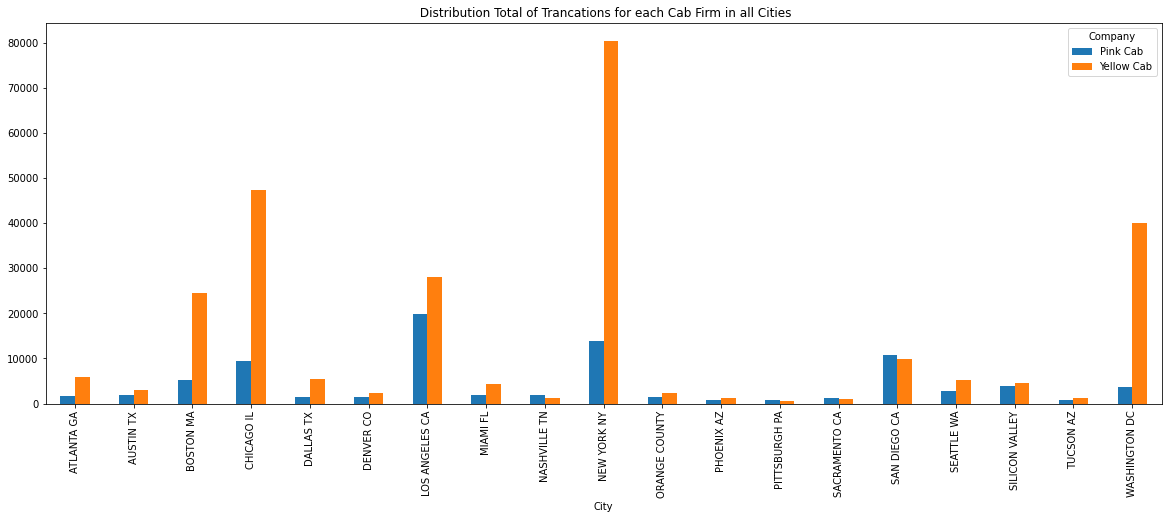 Distribution Total of Trancations for each Cab Firm in all Cities
Company
Pink Cab
Yellow Cab
80000
70000
60000
50000
40000
30000
20000
10000
0
ATLANTA GA
AUSTIN TX
BOSTON MA
CHICAGO IL
DALLAS TX
DENVER CO
LOS ANGELES CA
MIAMI FL
NASHVILLE TN
NEW YORK NY
ORANGE COUNTY
PHOENIX AZ
PITTSBURGH PA
SACRAMENTO CA
SAN DIEGO CA
SEATTLE WA
SILICON VALLEY
TUCSON AZ
WASHINGTON DC
City